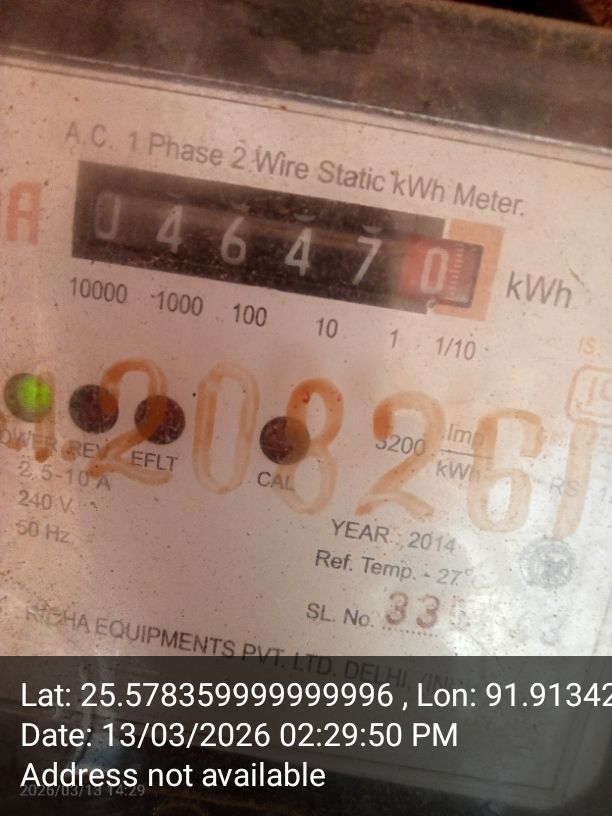 A.C. 1 Phase 2 Wire Static kWh Meter.
A
0 4 6 4 7 0 kWh
10000 1000 100 10 1 1/10
208261
REV EFLT CAL
3200 Imp/kWh
2.5-10 A
240 V.
50 Hz.
RS
YEAR 2014
Ref. Temp. - 27°C
SL. No. 33
EQUIPMENTS PVT. LTD. DELHI,
Lat: 25.578359999999996 , Lon: 91.91342
Date: 13/03/2026 02:29:50 PM
Address not available
2026/03/13 14:29